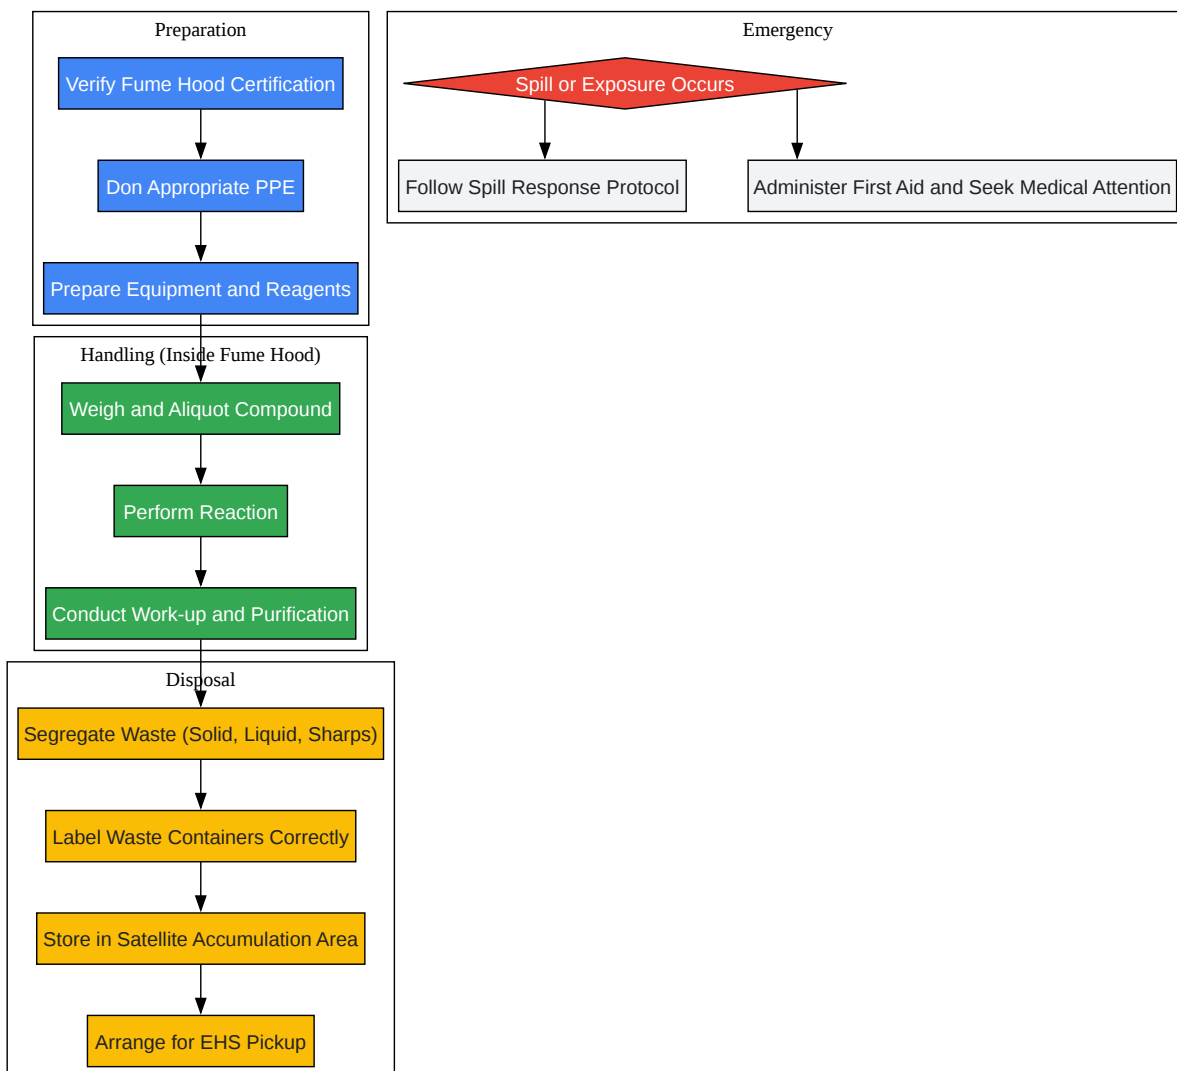 Preparation
Verify Fume Hood Certification
Don Appropriate PPE
Prepare Equipment and Reagents
Handling (Inside Fume Hood)
Weigh and Aliquot Compound
Perform Reaction
Conduct Work-up and Purification
Disposal
Segregate Waste (Solid, Liquid, Sharps)
Label Waste Containers Correctly
Store in Satellite Accumulation Area
Arrange for EHS Pickup
Emergency
Spill or Exposure Occurs
Follow Spill Response Protocol
Administer First Aid and Seek Medical Attention